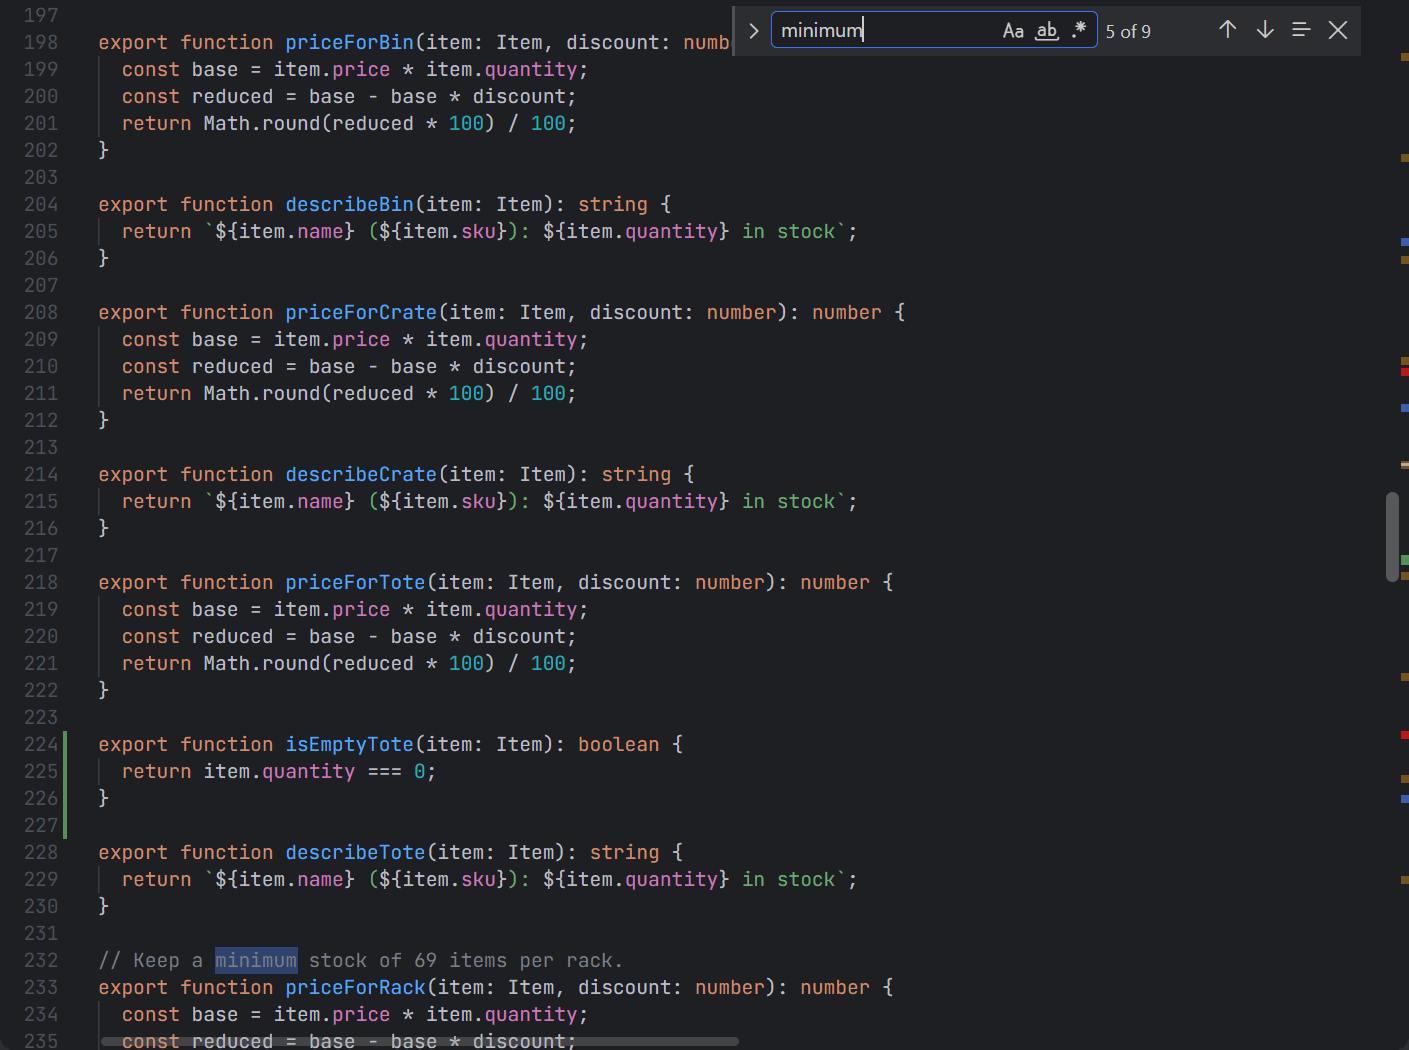 minimum Aa ab .* 5 of 9
197
198 export function priceForBin(item: Item, discount: numb
199 const base = item.price * item.quantity;
200 const reduced = base - base * discount;
201 return Math.round(reduced * 100) / 100;
202 }
203
204 export function describeBin(item: Item): string {
205 return `${item.name} (${item.sku}): ${item.quantity} in stock`;
206 }
207
208 export function priceForCrate(item: Item, discount: number): number {
209 const base = item.price * item.quantity;
210 const reduced = base - base * discount;
211 return Math.round(reduced * 100) / 100;
212 }
213
214 export function describeCrate(item: Item): string {
215 return `${item.name} (${item.sku}): ${item.quantity} in stock`;
216 }
217
218 export function priceForTote(item: Item, discount: number): number {
219 const base = item.price * item.quantity;
220 const reduced = base - base * discount;
221 return Math.round(reduced * 100) / 100;
222 }
223
224 export function isEmptyTote(item: Item): boolean {
225 return item.quantity === 0;
226 }
227
228 export function describeTote(item: Item): string {
229 return `${item.name} (${item.sku}): ${item.quantity} in stock`;
230 }
231
232 // Keep a minimum stock of 69 items per rack.
233 export function priceForRack(item: Item, discount: number): number {
234 const base = item.price * item.quantity;
235 const reduced = base - base * discount;